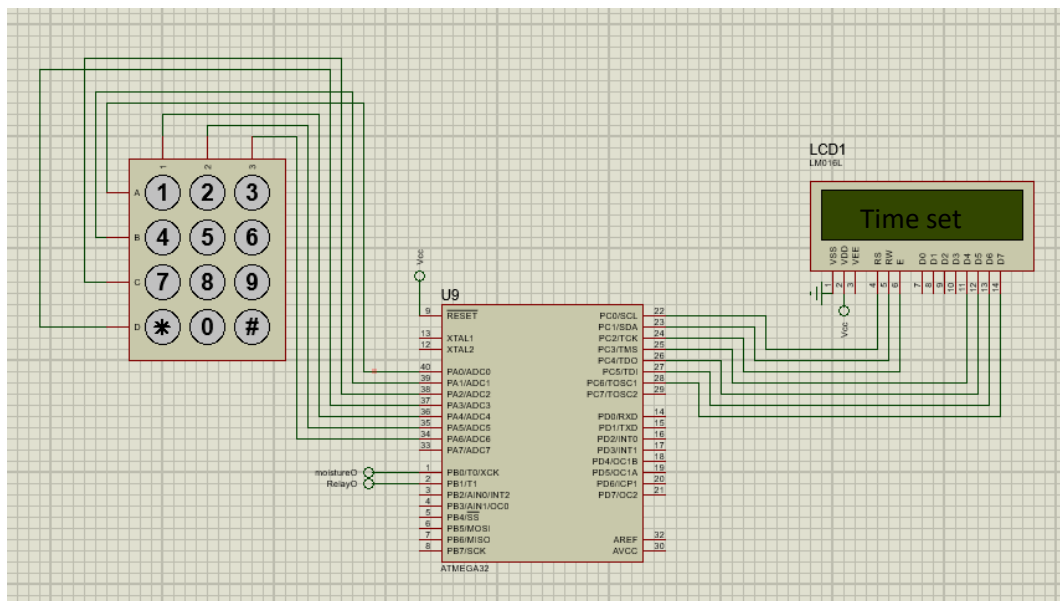 1 2 3
A 1 2 3
B 4 5 6
C 7 8 9
D * 0 #
LCD1
LM016L
Time set
VSS VDD VEE RS RW E D0 D1 D2 D3 D4 D5 D6 D7
1 2 3 4 5 6 7 8 9 10 11 12 13 14
Vcc
Vcc
U9
9 RESET
13 XTAL1
12 XTAL2
40 PA0/ADC0
39 PA1/ADC1
38 PA2/ADC2
37 PA3/ADC3
36 PA4/ADC4
35 PA5/ADC5
34 PA6/ADC6
33 PA7/ADC7
moistureO 1 PB0/T0/XCK
RelayO 2 PB1/T1
3 PB2/AIN0/INT2
4 PB3/AIN1/OC0
5 PB4/SS
6 PB5/MOSI
7 PB6/MISO
8 PB7/SCK
PC0/SCL 22
PC1/SDA 23
PC2/TCK 24
PC3/TMS 25
PC4/TDO 26
PC5/TDI 27
PC6/TOSC1 28
PC7/TOSC2 29
PD0/RXD 14
PD1/TXD 15
PD2/INT0 16
PD3/INT1 17
PD4/OC1B 18
PD5/OC1A 19
PD6/ICP1 20
PD7/OC2 21
AREF 32
AVCC 30
ATMEGA32